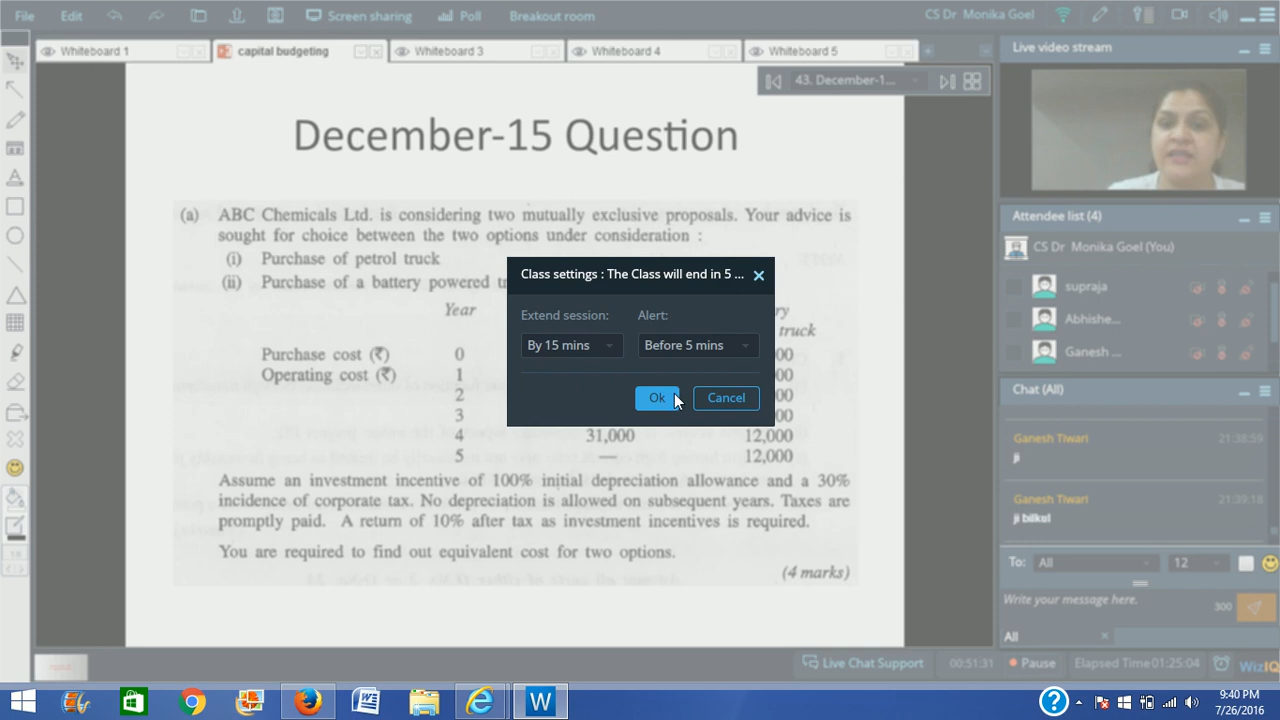 File Edit Screen sharing Poll Breakout room CS Dr Monika Goel
Whiteboard 1 capital budgeting Whiteboard 3 Whiteboard 4 Whiteboard 5
43. December-1...
December-15 Question
(a) ABC Chemicals Ltd. is considering two mutually exclusive proposals. Your advice is
sought for choice between the two options under consideration :
(i) Purchase of petrol truck
(ii) Purchase of a battery powered
Year
truck
Purchase cost (₹) 0
Operating cost (₹) 1
2
3
4 31,000 12,000
5 — 12,000
Assume an investment incentive of 100% initial depreciation allowance and a 30%
incidence of corporate tax. No depreciation is allowed on subsequent years. Taxes are
promptly paid. A return of 10% after tax as investment incentives is required.
You are required to find out equivalent cost for two options.
(4 marks)
Class settings : The Class will end in 5 ...
Extend session: Alert:
By 15 mins Before 5 mins
Ok Cancel
Live video stream
Attendee list (4)
CS Dr Monika Goel (You)
supraja
Abhishe...
Ganesh ...
Chat (All)
Ganesh Tiwari 21:38:59
ji
Ganesh Tiwari 21:39:18
ji bilkul
To: All 12
Write your message here.
300
All
Live Chat Support 00:51:31 Pause Elapsed Time 01:25:04 WizIQ
9:40 PM
7/26/2016